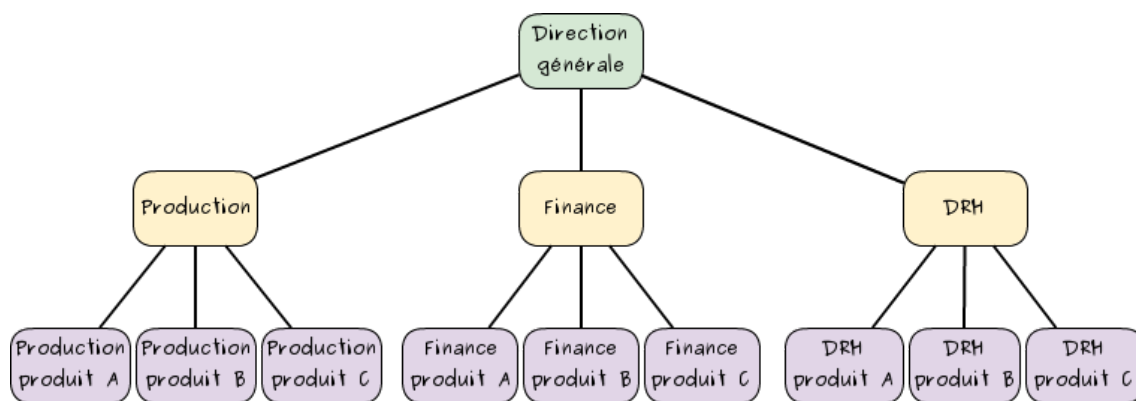 Direction
générale
Production
Finance
DRH
Production
produit A
Production
produit B
Production
produit C
Finance
produit A
Finance
produit B
Finance
produit C
DRH
produit A
DRH
produit B
DRH
produit C